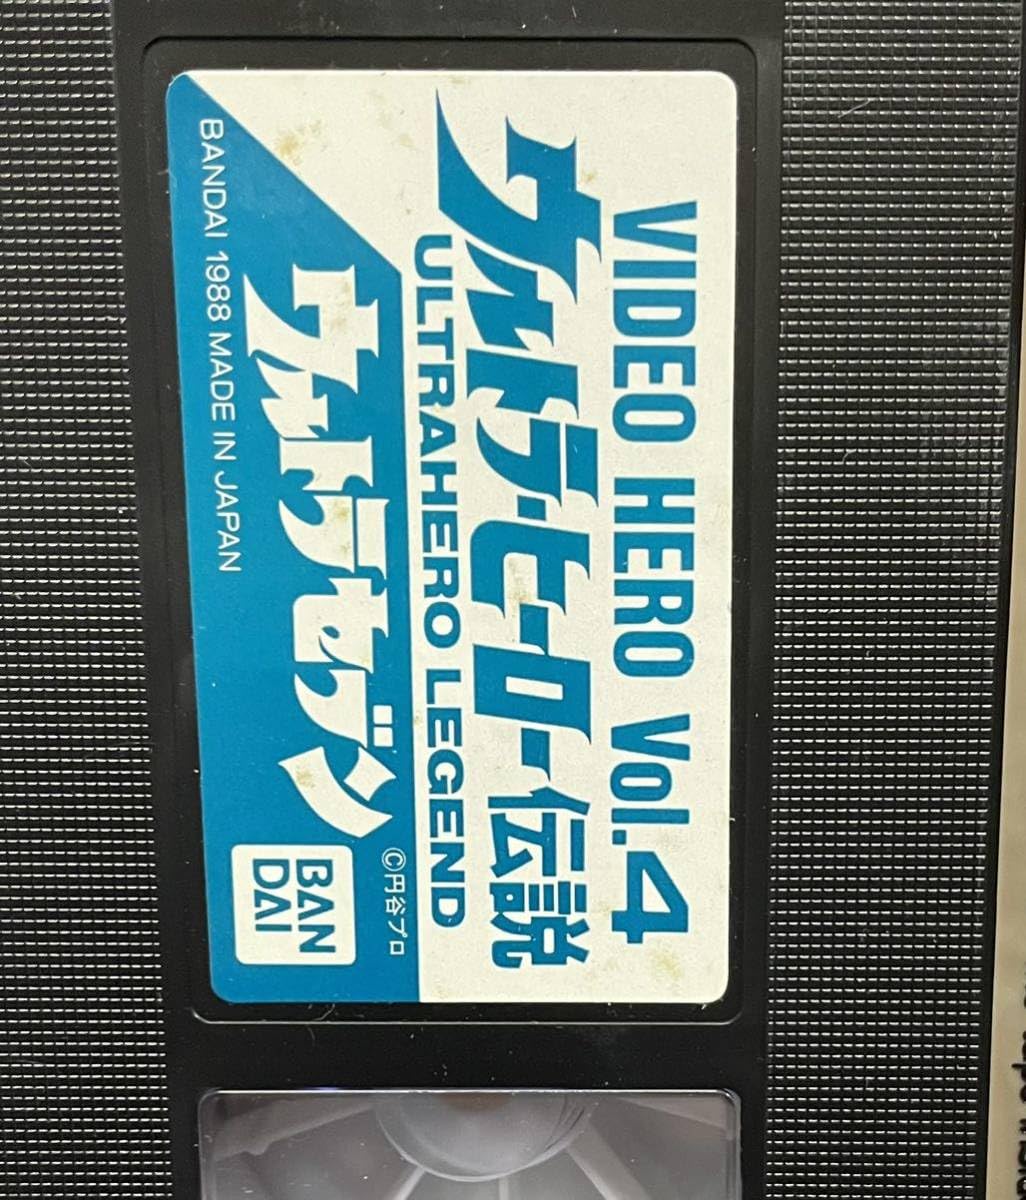 VIDEO HERO Vol.4
ウルトラ・ヒーロー伝説
ULTRAHERO LEGEND
©円谷プロ
ウルトラセブン
BAN
DAI
BANDAI 1988 MADE IN JAPAN